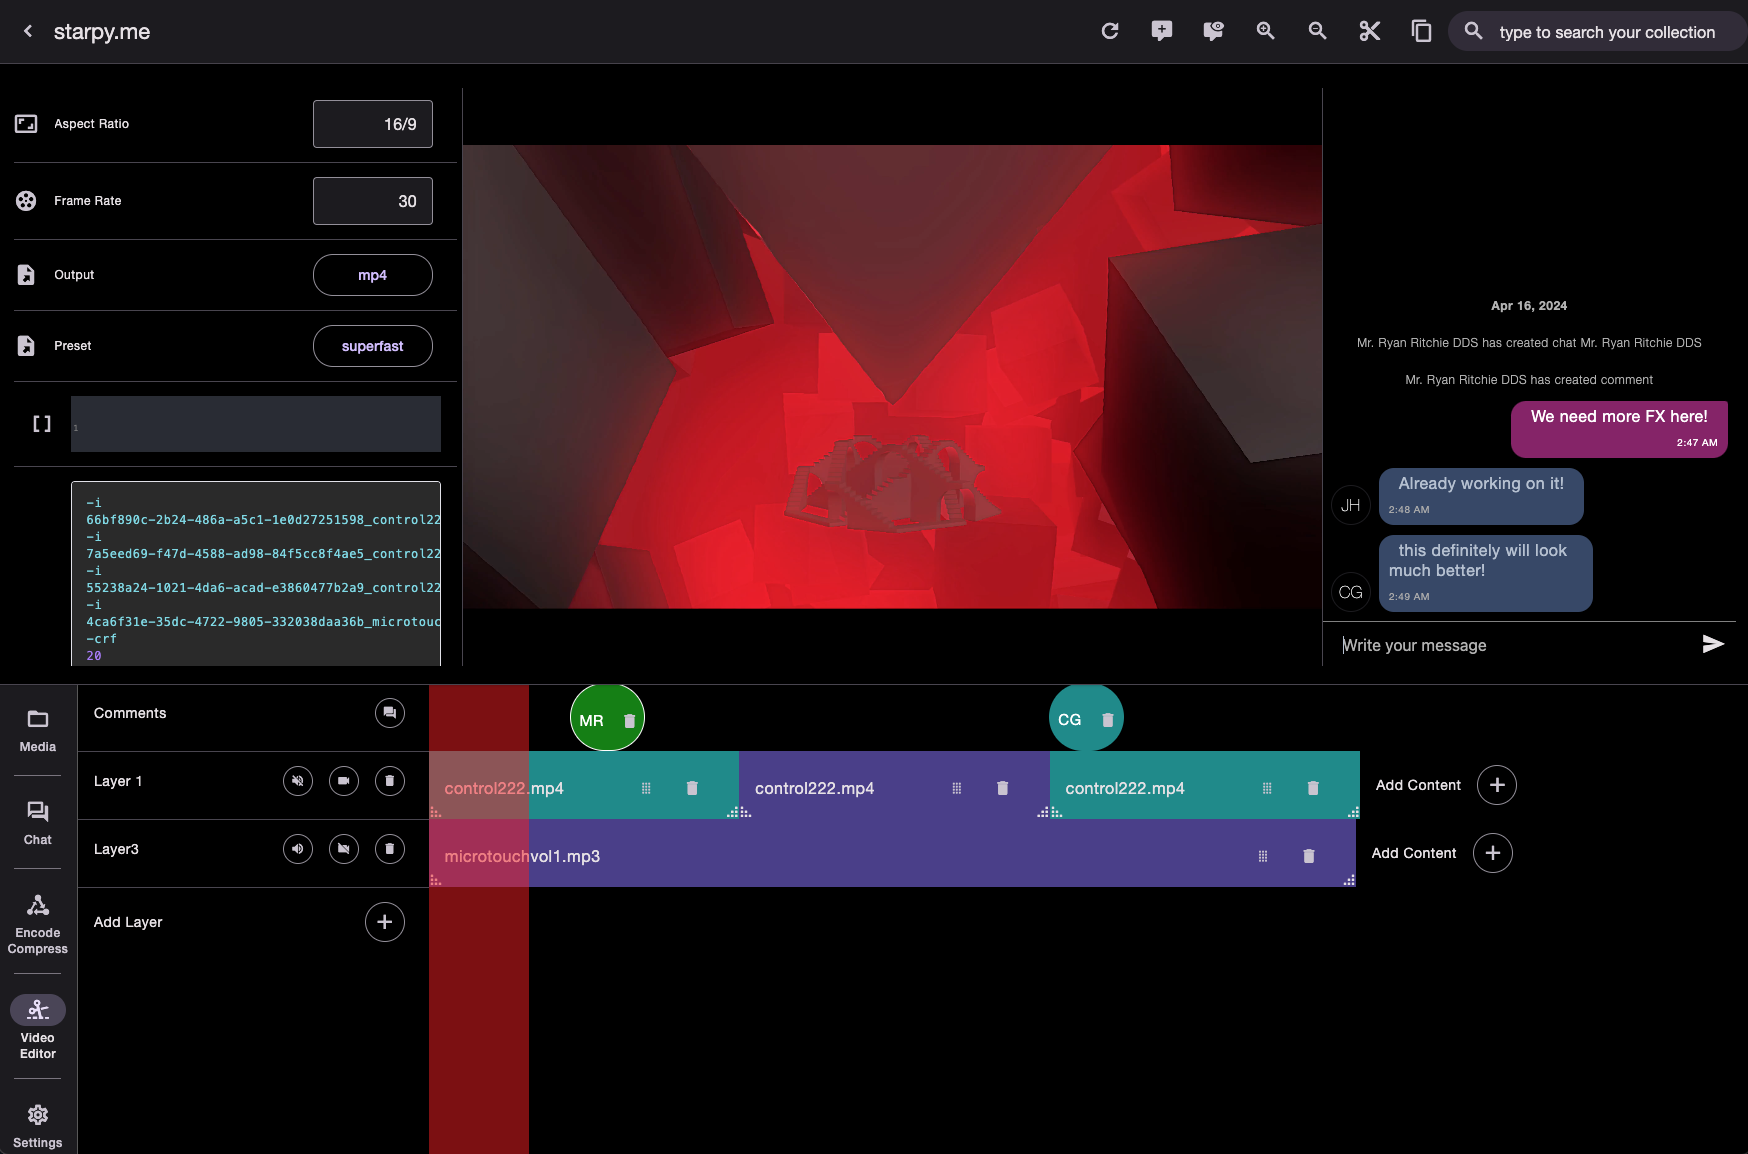 starpy.me
type to search your collection
Aspect Ratio
16/9
Frame Rate
30
Output
mp4
Preset
superfast
1
-i
66bf890c-2b24-486a-a5c1-1e0d27251598_control22
-i
7a5eed69-f47d-4588-ad98-84f5cc8f4ae5_control22
-i
55238a24-1021-4da6-acad-e3860477b2a9_control22
-i
4ca6f31e-35dc-4722-9805-332038daa36b_microtouc
-crf
20
Apr 16, 2024
Mr. Ryan Ritchie DDS has created chat Mr. Ryan Ritchie DDS
Mr. Ryan Ritchie DDS has created comment
We need more FX here!
2:47 AM
JH
Already working on it!
2:48 AM
CG
this definitely will look
much better!
2:49 AM
Write your message
Media
Chat
Encode
Compress
Video
Editor
Settings
Comments
MR
CG
Layer 1
control222.mp4
control222.mp4
control222.mp4
Add Content
Layer3
microtouchvol1.mp3
Add Content
Add Layer